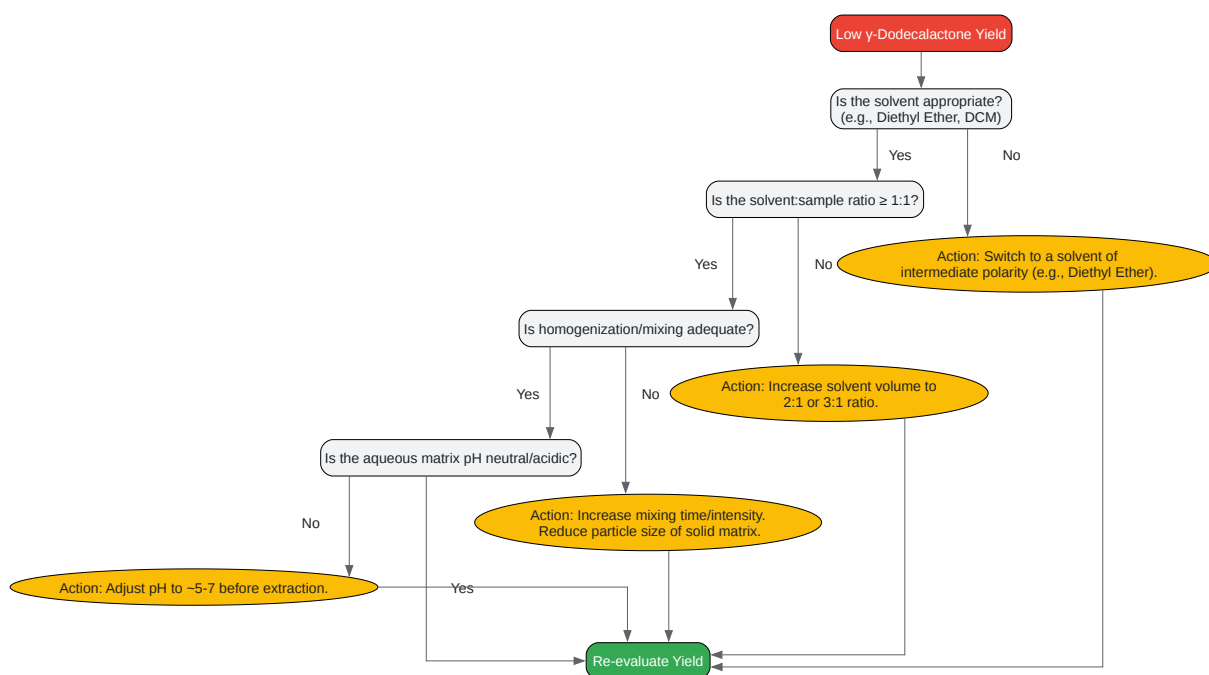 Low γ-Dodecalactone Yield
Is the solvent appropriate?
(e.g., Diethyl Ether, DCM)
Yes
No
Is the solvent:sample ratio ≥ 1:1?
Yes
No
Action: Switch to a solvent of
intermediate polarity (e.g., Diethyl Ether).
Is homogenization/mixing adequate?
Yes
No
Action: Increase solvent volume to
2:1 or 3:1 ratio.
Is the aqueous matrix pH neutral/acidic?
No
Action: Increase mixing time/intensity.
Reduce particle size of solid matrix.
Action: Adjust pH to ~5-7 before extraction.
Yes
Re-evaluate Yield